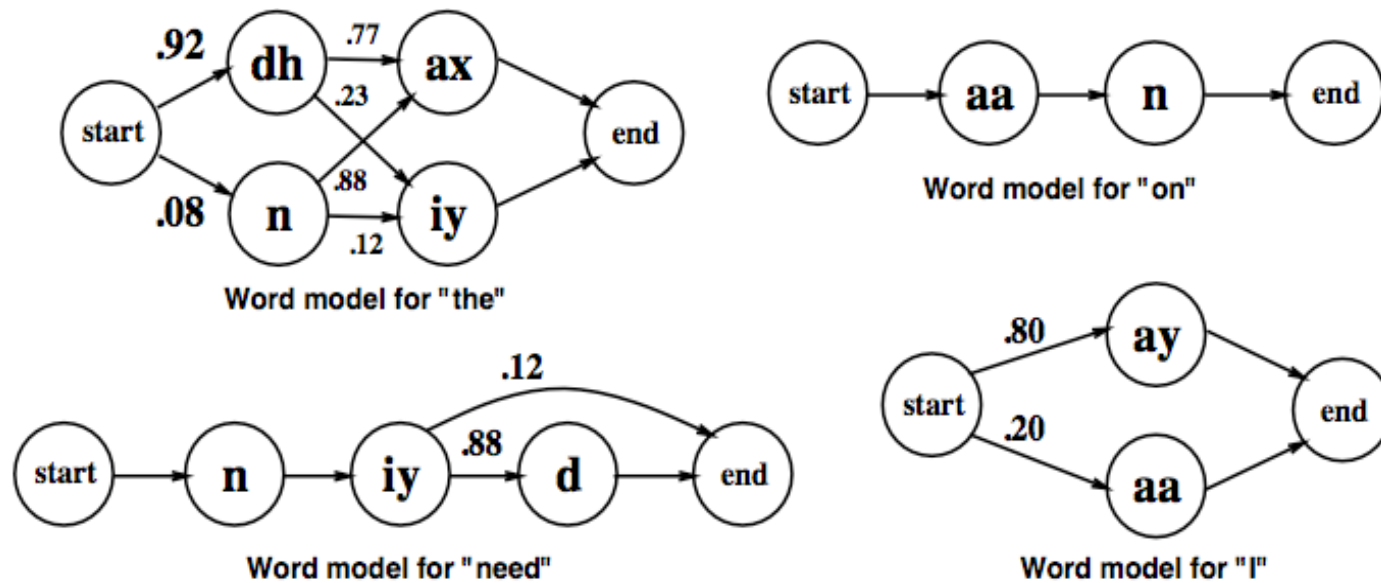 .92
dh
.77
ax
.23
start
end
.88
.08
n
.12
iy
Word model for "the"
start
aa
n
end
Word model for "on"
.12
start
n
iy
.88
d
end
Word model for "need"
.80
ay
start
end
.20
aa
Word model for "I"